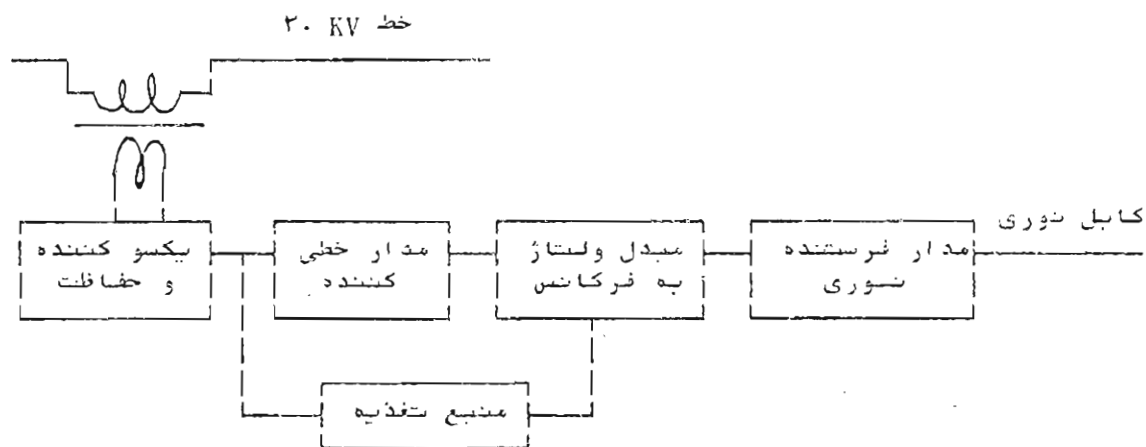 خط ۲۰ KV
کابل نوری
یکسو کننده
و حفاظت
مدار خطی
کننده
مبدل ولتاژ
به فرکانس
مدار فرستنده
نوری
منبع تغذیه